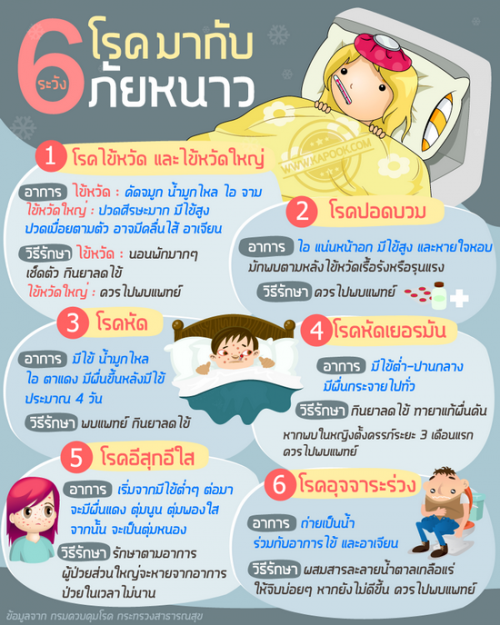 6
ระวัง
โรคมากับ
ภัยหนาว
WWW.KAPOOK.COM
1 โรคไข้หวัด และไข้หวัดใหญ่
อาการ ไข้หวัด : คัดจมูก น้ำมูกไหล ไอ จาม
ไข้หวัดใหญ่ : ปวดศีรษะมาก มีไข้สูง
ปวดเมื่อยตามตัว อาจมีคลื่นไส้ อาเจียน
วิธีรักษา ไข้หวัด : นอนพักมากๆ
เช็ดตัว กินยาลดไข้
ไข้หวัดใหญ่ : ควรไปพบแพทย์
2 โรคปอดบวม
อาการ ไอ แน่นหน้าอก มีไข้สูง และหายใจหอบ
มักพบตามหลังไข้หวัดเรื้อรังหรือรุนแรง
วิธีรักษา ควรไปพบแพทย์
3 โรคหัด
อาการ มีไข้ น้ำมูกไหล
ไอ ตาแดง มีผื่นขึ้นหลังมีไข้
ประมาณ 4 วัน
วิธีรักษา พบแพทย์ กินยาลดไข้
4 โรคหัดเยอรมัน
อาการ มีไข้ต่ำ-ปานกลาง
มีผื่นกระจายไปทั่ว
วิธีรักษา กินยาลดไข้ ทายาแก้ผื่นคัน
หากพบในหญิงตั้งครรภ์ระยะ 3 เดือนแรก
ควรไปพบแพทย์
5 โรคอีสุกอีใส
อาการ เริ่มจากมีไข้ต่ำๆ ต่อมา
จะมีผื่นแดง ตุ่มนูน ตุ่มพองใส
จากนั้น จะเป็นตุ่มหนอง
วิธีรักษา รักษาตามอาการ
ผู้ป่วยส่วนใหญ่จะหายจากอาการ
ป่วยในเวลาไม่นาน
6 โรคอุจจาระร่วง
อาการ ถ่ายเป็นน้ำ
ร่วมกับอาการไข้ และอาเจียน
วิธีรักษา ผสมสารละลายน้ำตาลเกลือแร่
ให้จิบบ่อยๆ หากยังไม่ดีขึ้น ควรไปพบแพทย์
ข้อมูลจาก กรมควบคุมโรค กระทรวงสาธารณสุข